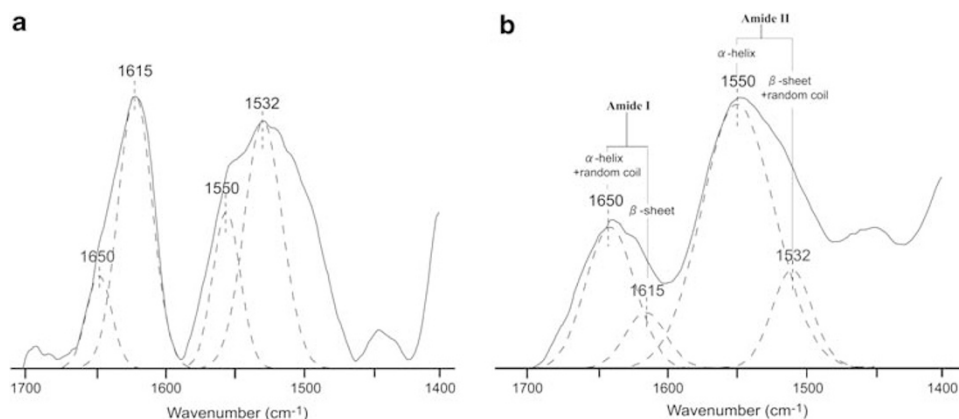 a
1615
1532
1550
1650
1700
1600
1500
1400
Wavenumber (cm-1)
b
Amide II
α-helix
1550
β-sheet
+random coil
Amide I
α-helix
+random coil
1650
β-sheet
1615
1532
1700
1600
1500
1400
Wavenumber (cm-1)